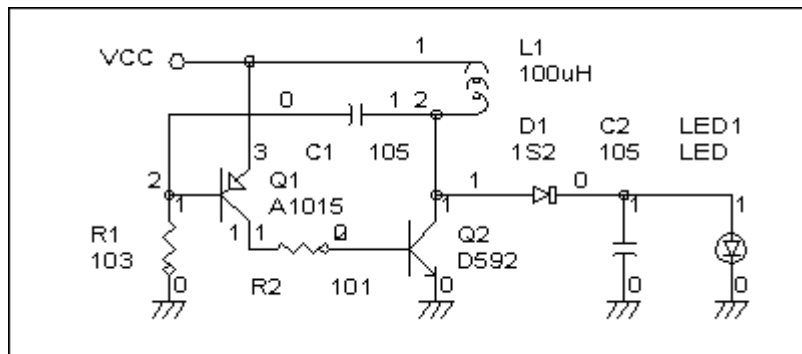 1 L1
VCC 100uH
0 1 2
D1 C2 LED1
3 C1 105 1S2 105 LED
2 Q1 1 0
1 A1015 1 1
R1 1 1 0 Q2
103 D592
0 R2 101 0 0 0